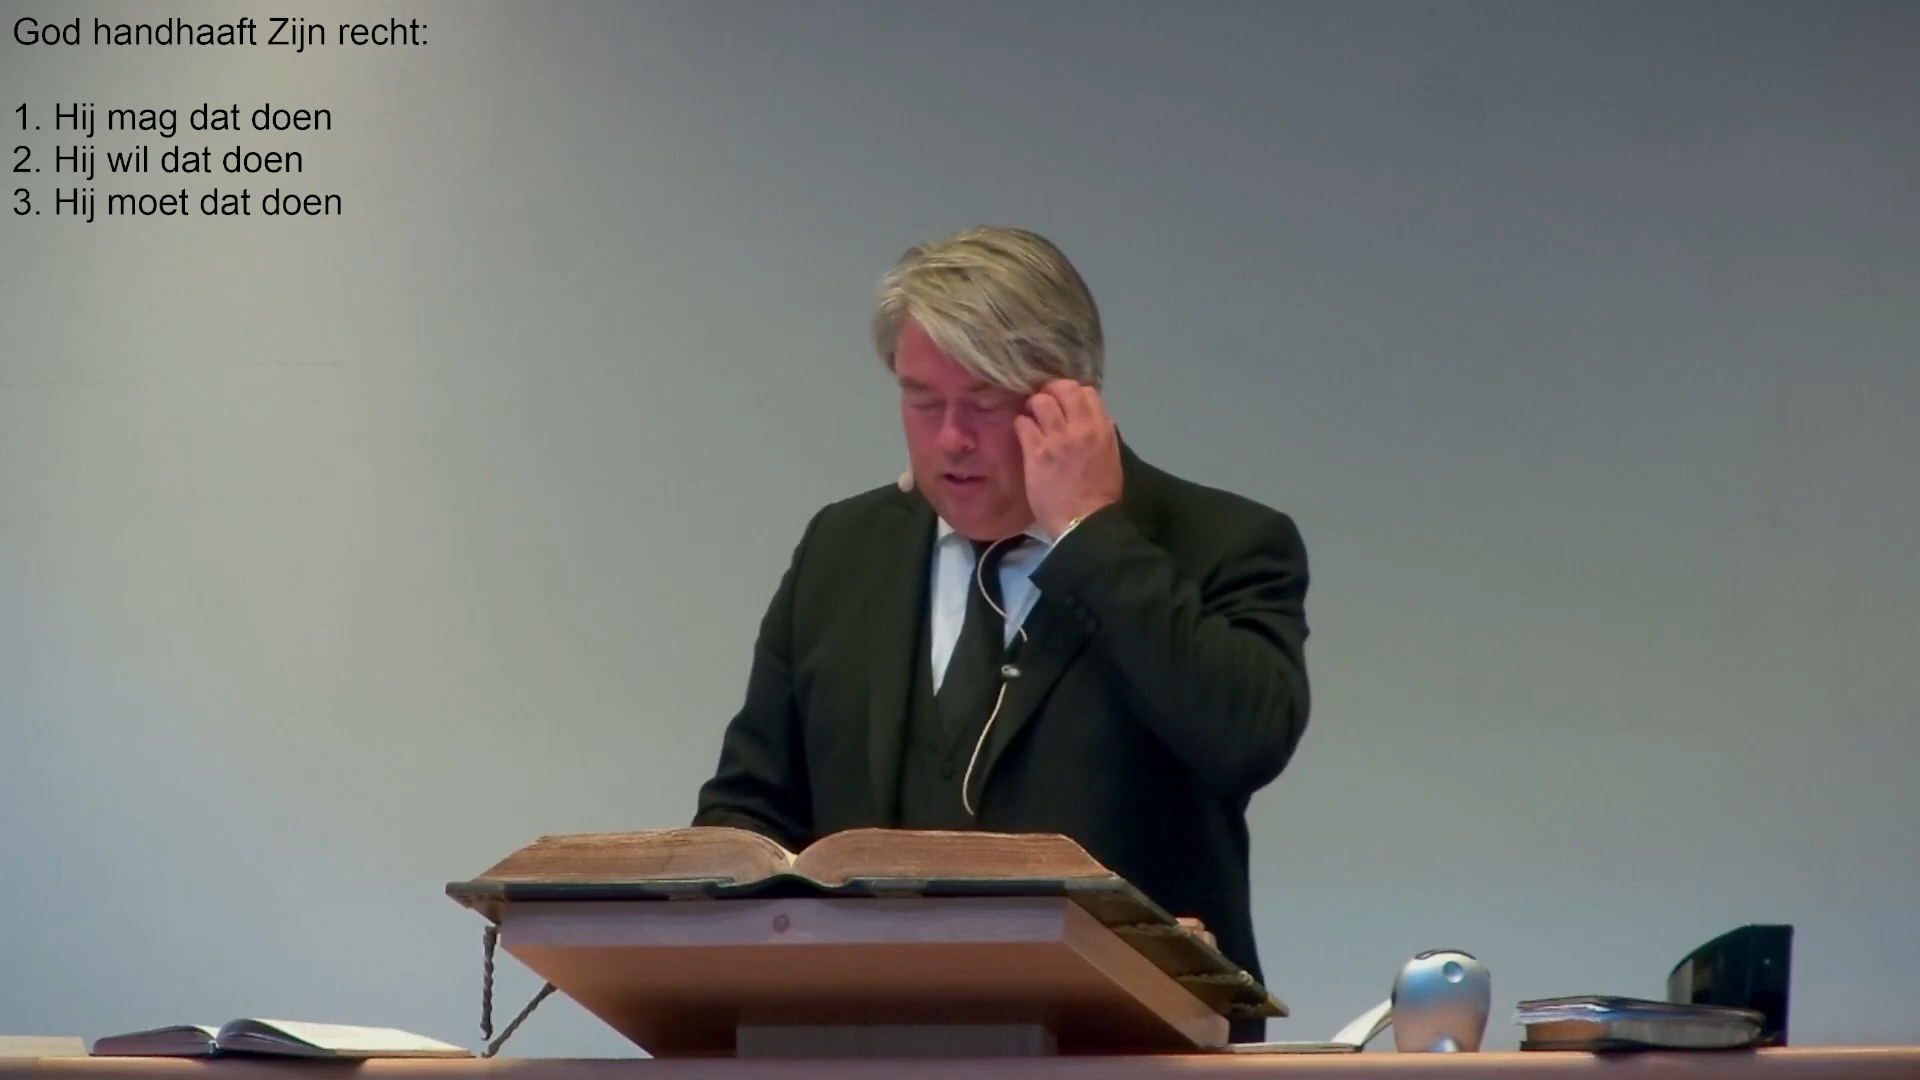 God handhaaft Zijn recht:
1. Hij mag dat doen
2. Hij wil dat doen
3. Hij moet dat doen